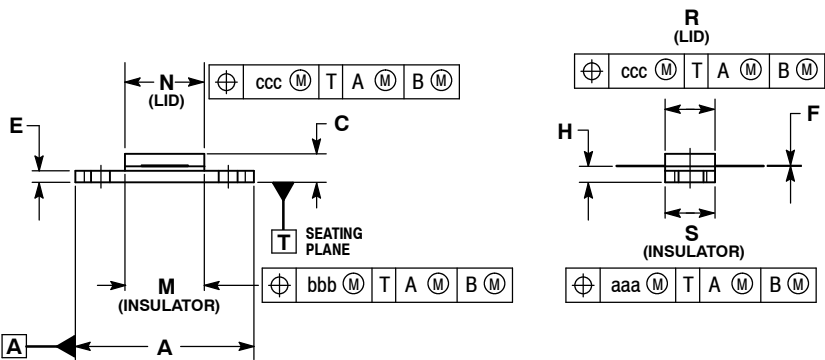 R
(LID)
N
(LID)
⌖ ccc Ⓜ T A Ⓜ B Ⓜ
⌖ ccc Ⓜ T A Ⓜ B Ⓜ
E
C
H
F
T
SEATING
PLANE
S
(INSULATOR)
M
(INSULATOR)
⌖ bbb Ⓜ T A Ⓜ B Ⓜ
⌖ aaa Ⓜ T A Ⓜ B Ⓜ
A
A